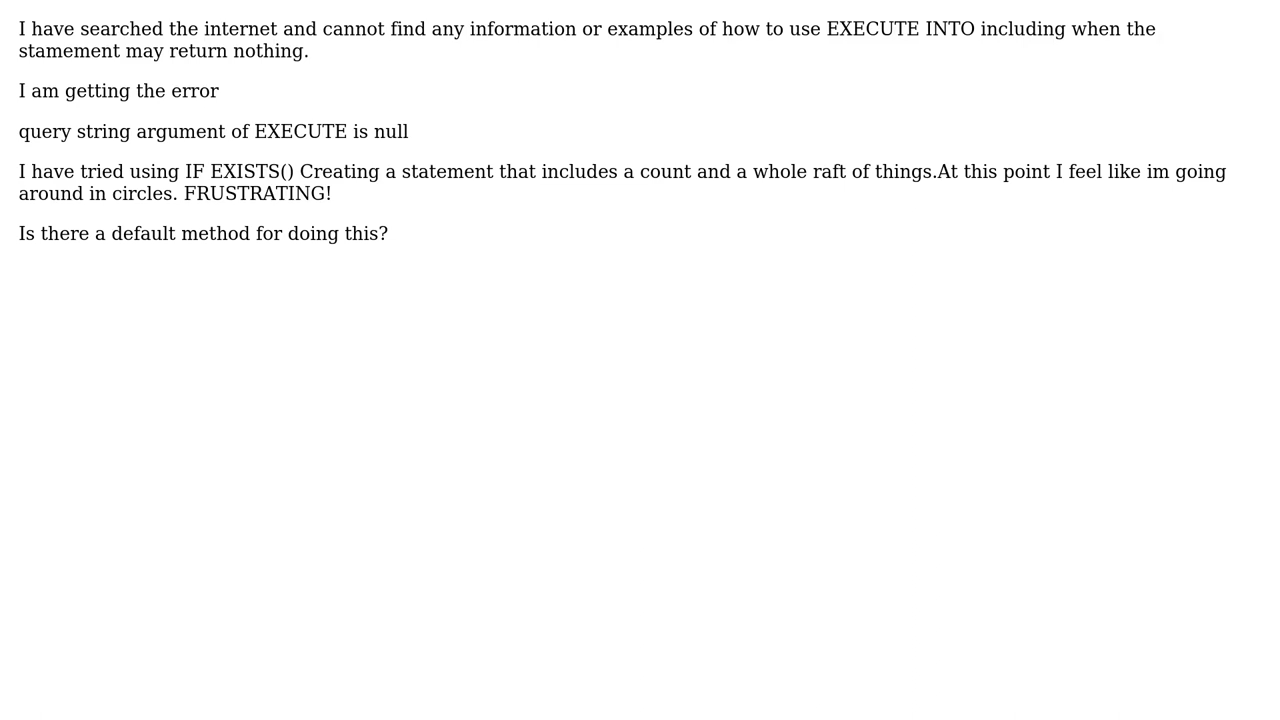 I have searched the internet and cannot find any information or examples of how to use EXECUTE INTO including when the
stamement may return nothing.
I am getting the error
query string argument of EXECUTE is null
I have tried using IF EXISTS() Creating a statement that includes a count and a whole raft of things.At this point I feel like im going
around in circles. FRUSTRATING!
Is there a default method for doing this?